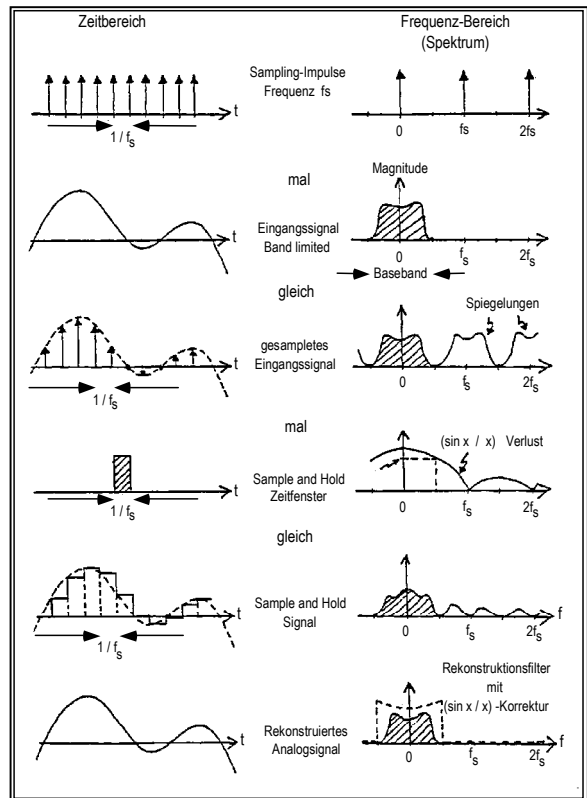 Zeitbereich
Frequenz-Bereich
(Spektrum)
Sampling-Impulse
Frequenz fs
t
1 / fs
0 fs 2fs
mal
Magnitude
Eingangssignal
Band limited
t
0 fs 2fs
Baseband
gleich
Spiegelungen
gesampletes
Eingangssignal
t
1 / fs
0 fs 2fs
mal
(sin x / x) Verlust
Sample and Hold
Zeitfenster
t
1 / fs
0 fs 2fs
gleich
Sample and Hold
Signal
t
1 / fs
f
0 fs 2fs
Rekonstruktionsfilter
mit
(sin x / x) -Korrektur
Rekonstruiertes
Analogsignal
t
f
0 fs 2fs